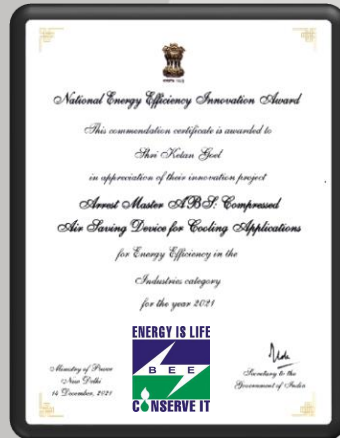 National Energy Efficiency Innovation Award
This commendation certificate is awarded to
Shri Ketan Goel
in appreciation of their innovation project
Arrest Master ABS: Compressed
Air Saving Device for Cooling Applications
for Energy Efficiency in the
Industries category
for the year 2021
ENERGY IS LIFE
BEE
CONSERVE IT
Ministry of Power
New Delhi
14 December, 2021
Secretary to the
Government of India